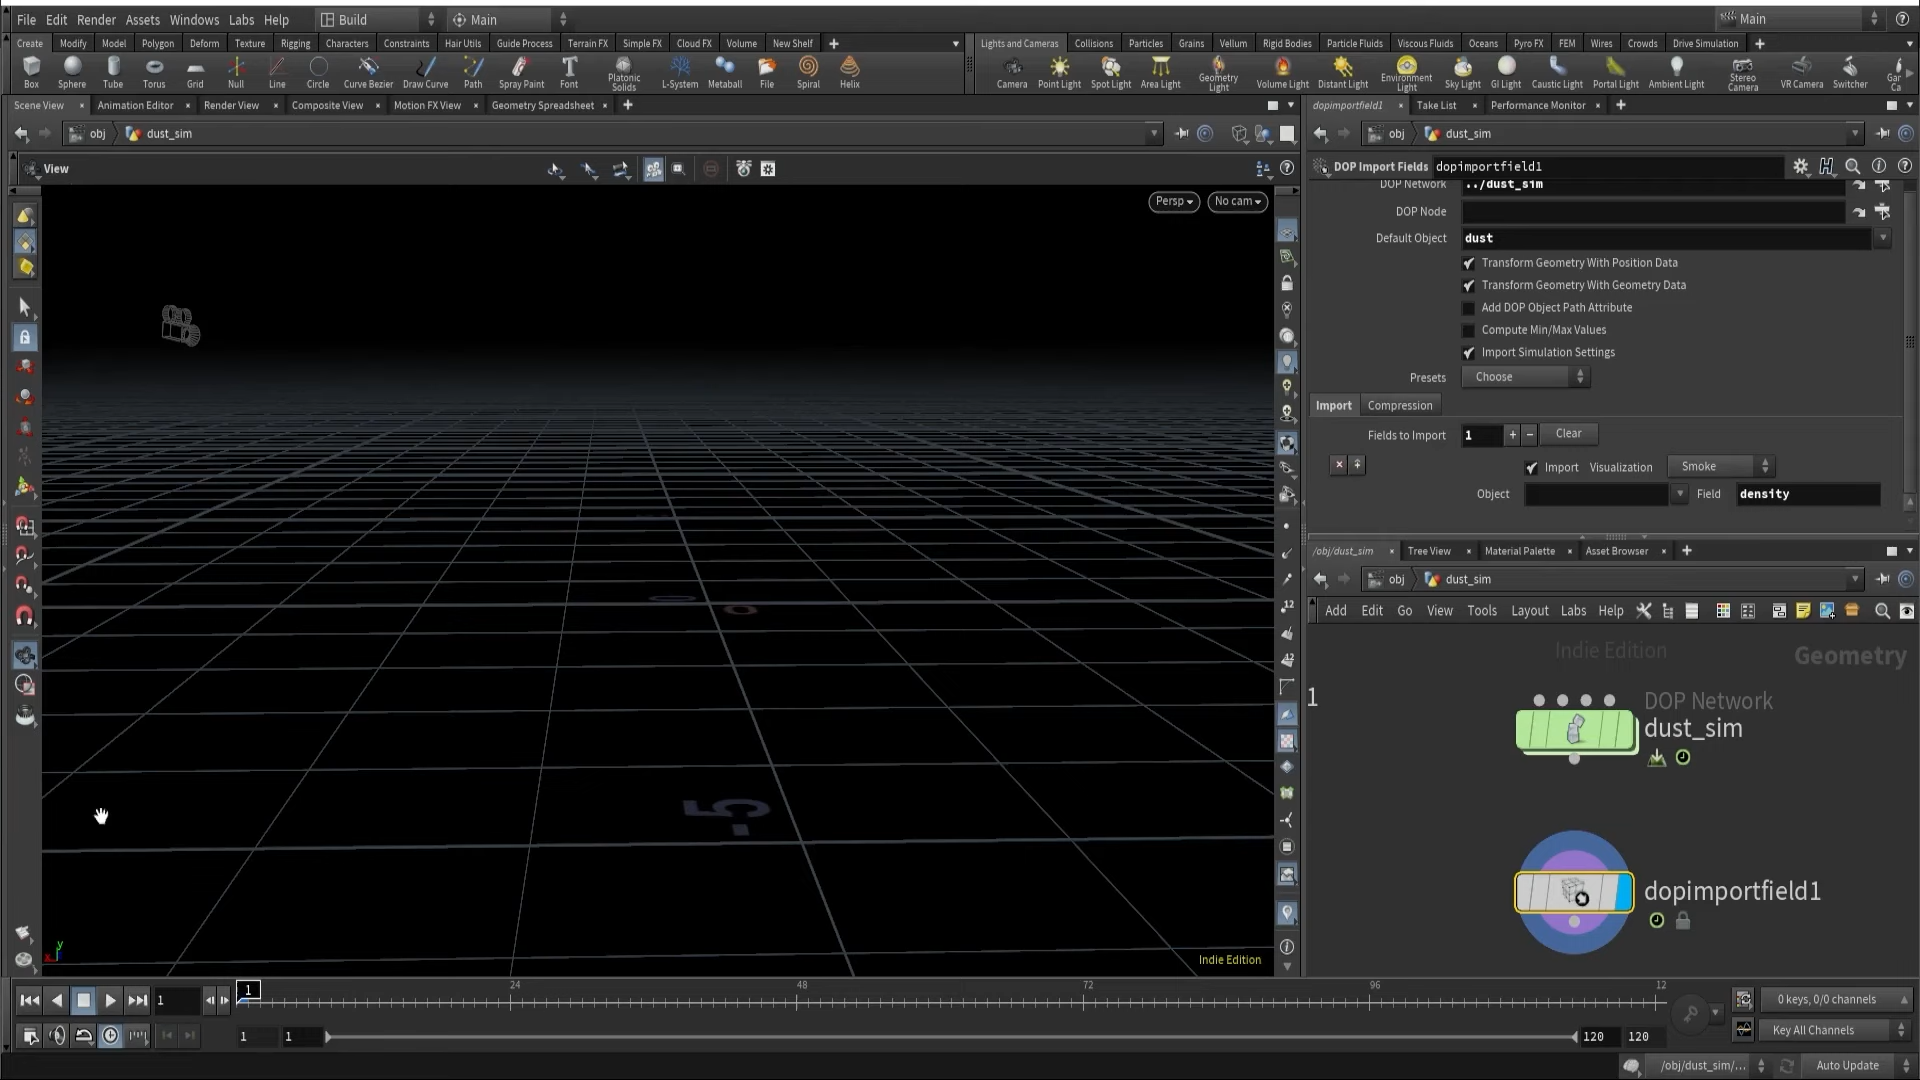 File Edit Render Assets Windows Labs Help Build Main Main
Create Modify Model Polygon Deform Texture Rigging Characters Constraints Hair Utils Guide Process Terrain FX Simple FX Cloud FX Volume New Shelf
Lights and Cameras Collisions Particles Grains Vellum Rigid Bodies Particle Fluids Viscous Fluids Oceans Pyro FX FEM Wires Crowds Drive Simulation
Box Sphere Tube Torus Grid Null Line Circle Curve Bezier Draw Curve Path Spray Paint Font Platonic Solids L-System Metaball File Spiral Helix
Camera Point Light Spot Light Area Light Geometry Light Volume Light Distant Light Environment Light Sky Light GI Light Caustic Light Portal Light Ambient Light Stereo Camera VR Camera Switcher Gar Ca
Scene View Animation Editor Render View Composite View Motion FX View Geometry Spreadsheet
dopimportfield1 Take List Performance Monitor
obj dust_sim
obj dust_sim
View
Persp No cam
DOP Import Fields dopimportfield1
DOP Network ../dust_sim
DOP Node
Default Object dust
Transform Geometry With Position Data
Transform Geometry With Geometry Data
Add DOP Object Path Attribute
Compute Min/Max Values
Import Simulation Settings
Presets Choose
Import Compression
Fields to Import 1 Clear
Import Visualization Smoke
Object Field density
/obj/dust_sim Tree View Material Palette Asset Browser
obj dust_sim
Add Edit Go View Tools Layout Labs Help
Indie Edition Geometry
1
DOP Network
dust_sim
dopimportfield1
12
12
0 0
-5
y
x
Indie Edition
1 1 24 48 72 96 12
0 keys, 0/0 channels
1 1 120 120
Key All Channels
/obj/dust_sim/... Auto Update